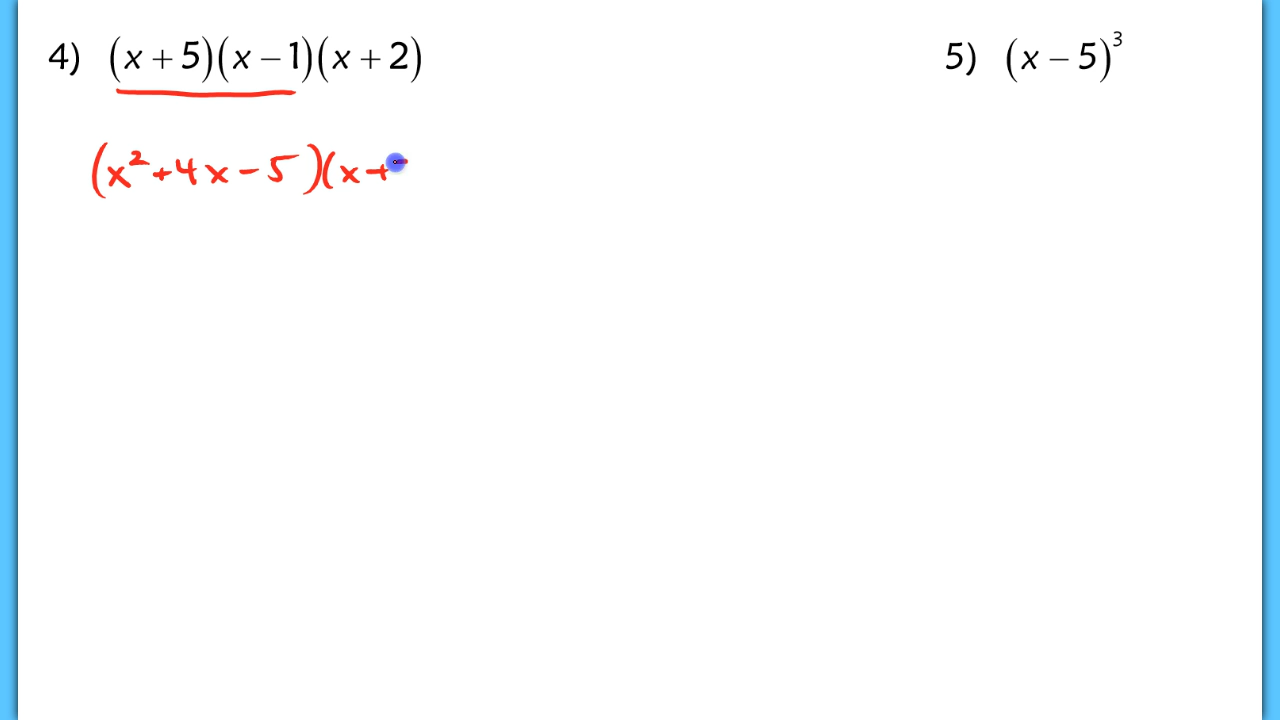 4) (x + 5)(x − 1)(x + 2)
5) (x − 5)³
(x² + 4x − 5)(x +